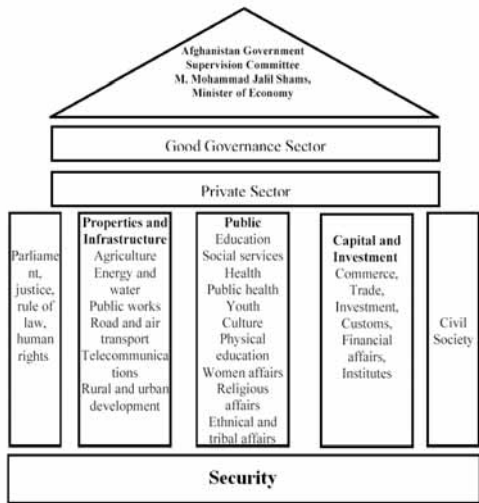 Afghanistan Government
Supervision Committee
M. Mohammad Jalil Shams,
Minister of Economy
Good Governance Sector
Private Sector
Parliame
nt,
justice,
rule of
law,
human
rights
Properties and
Infrastructure
Agriculture
Energy and
water
Public works
Road and air
transport
Telecommunica
tions
Rural and urban
development
Public
Education
Social services
Health
Public health
Youth
Culture
Physical
education
Women affairs
Religious
affairs
Ethnical and
tribal affairs
Capital and
Investment
Commerce,
Trade,
Investment,
Customs,
Financial
affairs,
Institutes
Civil
Society
Security